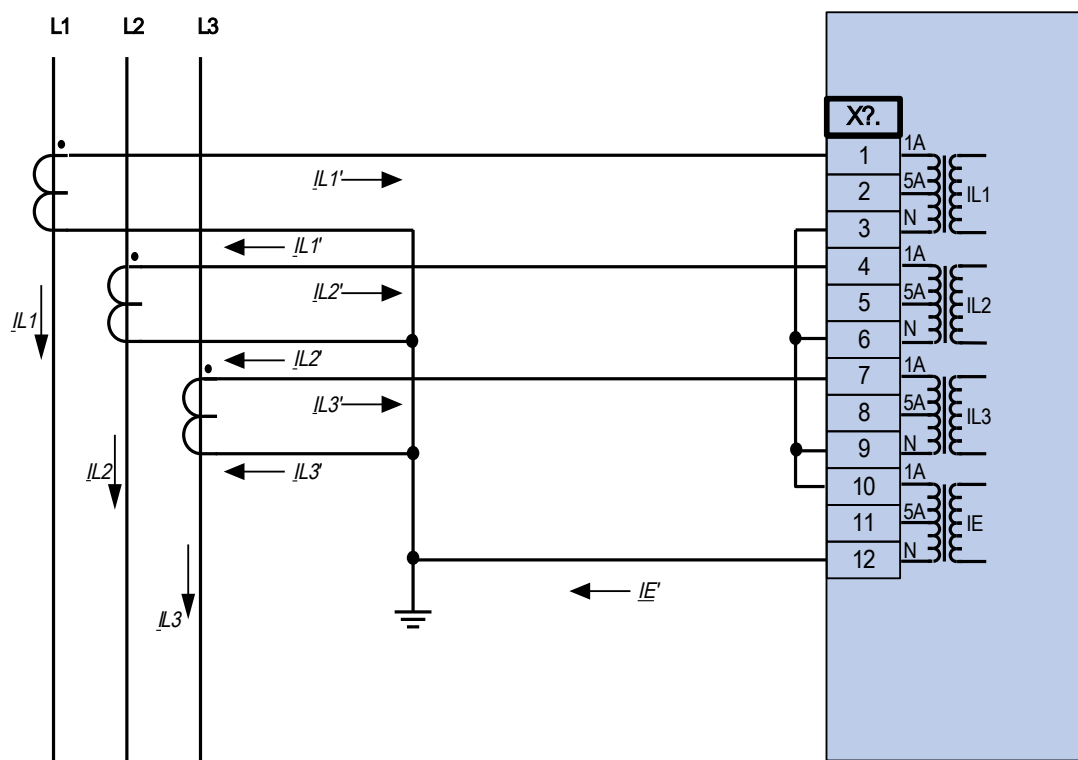 L1 L2 L3
X?.
1 1A
IL1'
2 5A IL1
3 N
IL1'
4 1A
IL2'
5 5A IL2
IL1
6 N
IL2'
7 1A
IL3'
8 5A IL3
9 N
IL2 IL3'
10 1A
11 5A IE
12 N
IE'
IL3